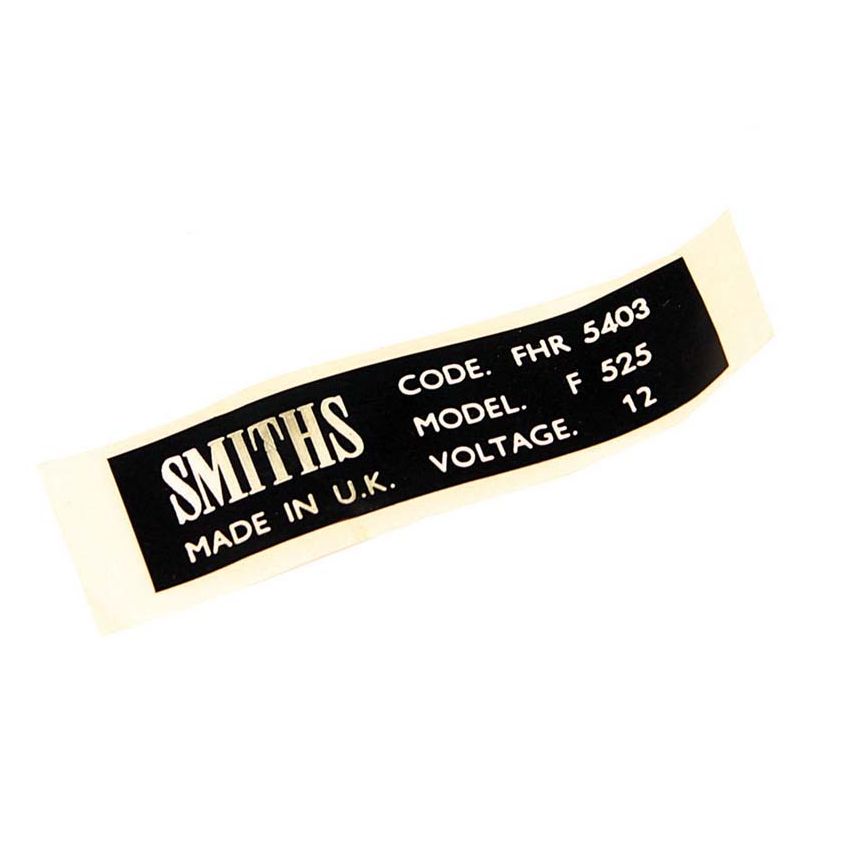 SMITHS
MADE IN U.K.
CODE. FHR 5403
MODEL. F 525
VOLTAGE. 12